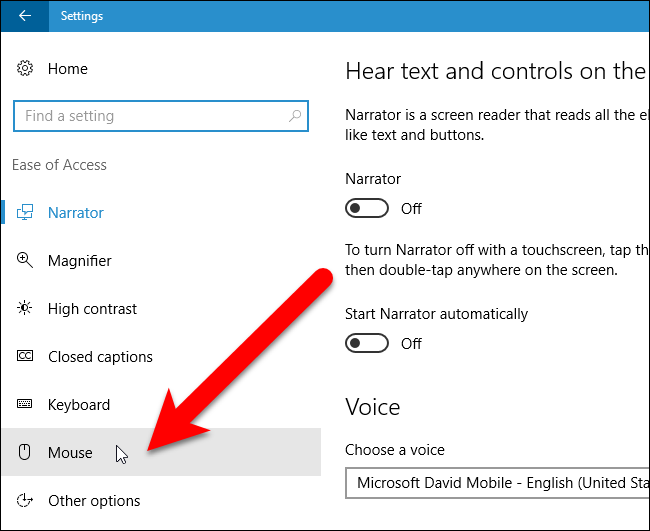 Settings
Home
Find a setting
Ease of Access
Narrator
Magnifier
High contrast
CC Closed captions
Keyboard
Mouse
Other options
Hear text and controls on the
Narrator is a screen reader that reads all the
like text and buttons.
Narrator
Off
To turn Narrator off with a touchscreen, tap
then double-tap anywhere on the screen.
Start Narrator automatically
Off
Voice
Choose a voice
Microsoft David Mobile - English (United